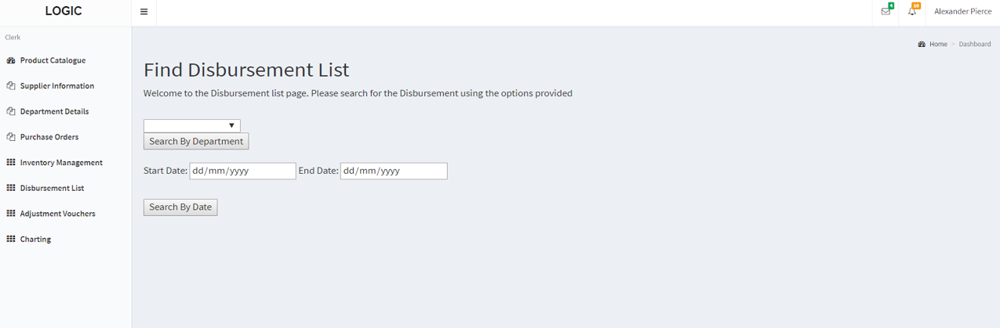 LOGIC
4
10
Alexander Pierce
Clerk
Home > Dashboard
Product Catalogue
Supplier Information
Department Details
Purchase Orders
Inventory Management
Disbursement List
Adjustment Vouchers
Charting
Find Disbursement List
Welcome to the Disbursement list page. Please search for the Disbursement using the options provided
Search By Department
Start Date: dd/mm/yyyy End Date: dd/mm/yyyy
Search By Date